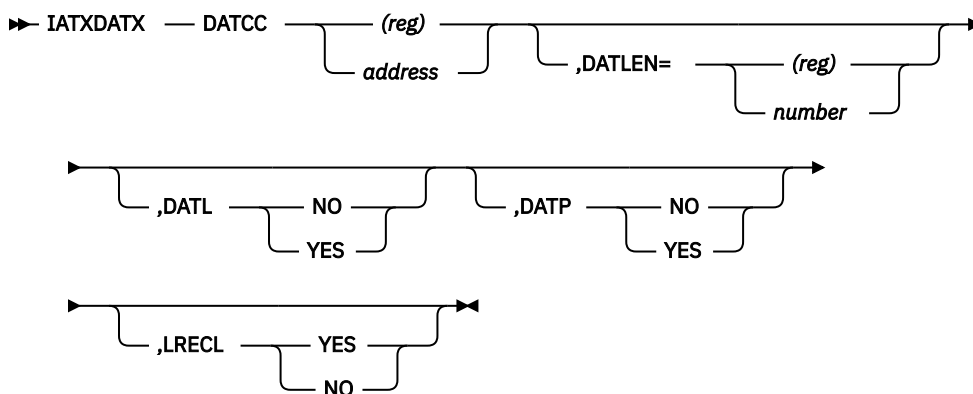 IATXDATX DATCC (reg)
address
,DATLEN= (reg)
number
,DATL NO
YES
,DATP NO
YES
,LRECL YES
NO